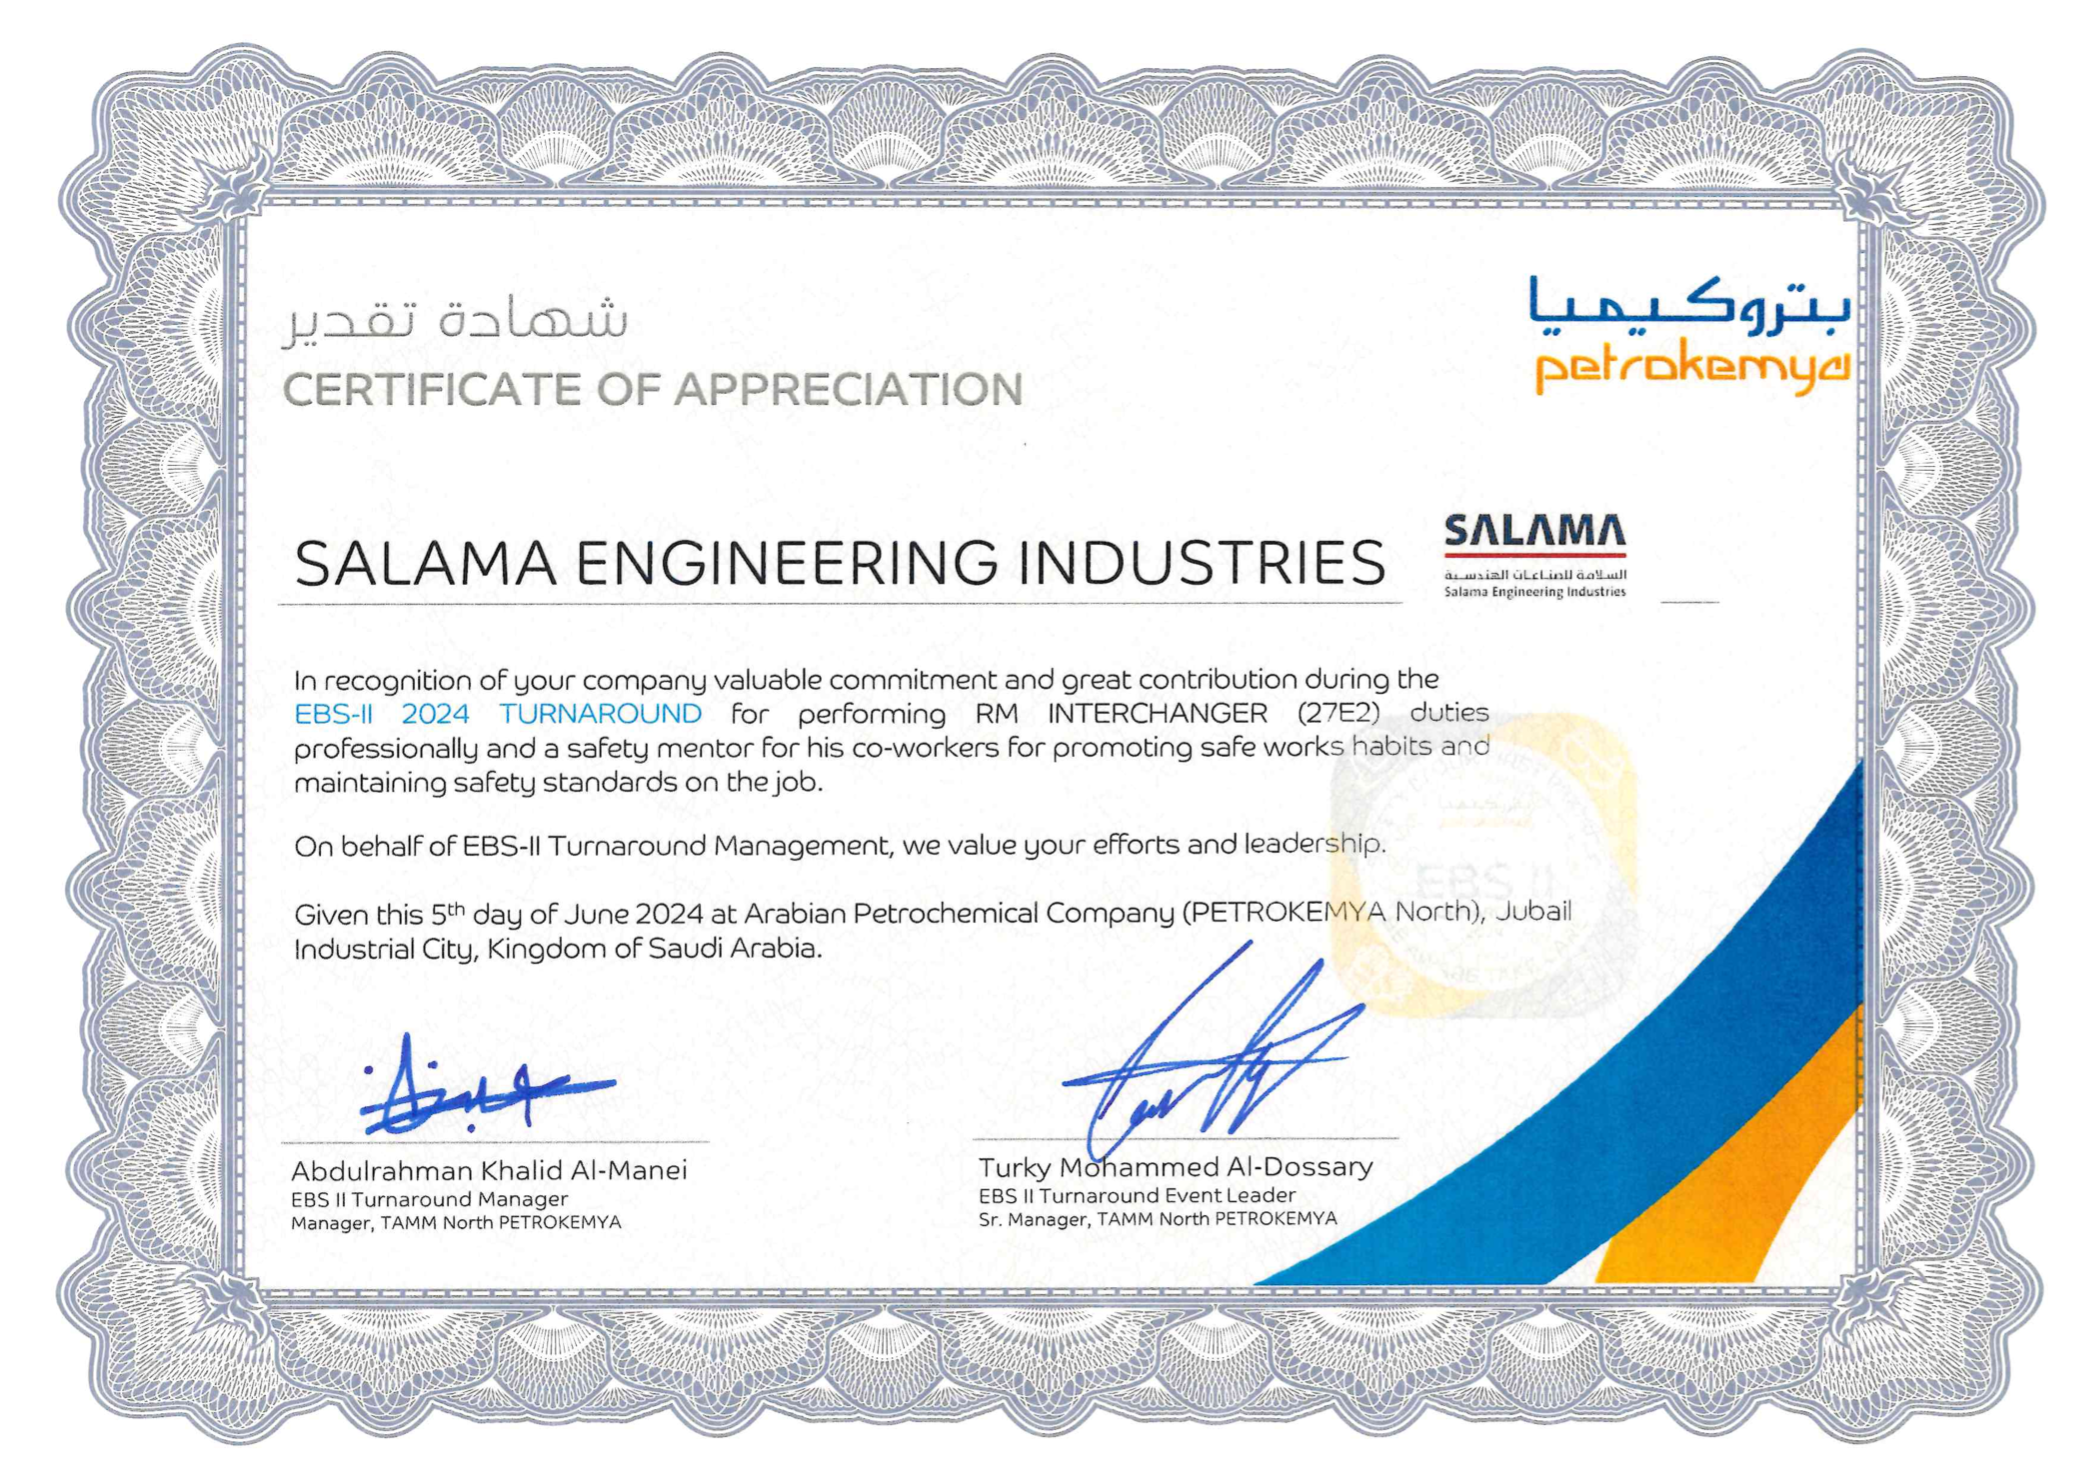 شهادة تقدير
CERTIFICATE OF APPRECIATION
بتروكيميا
petrokemya
SALAMA ENGINEERING INDUSTRIES
SALAMA
السلامة للصناعات الهندسية
Salama Engineering Industries
In recognition of your company valuable commitment and great contribution during the
EBS-II 2024 TURNAROUND for performing RM INTERCHANGER (27E2) duties
professionally and a safety mentor for his co-workers for promoting safe works habits and
maintaining safety standards on the job.
On behalf of EBS-II Turnaround Management, we value your efforts and leadership.
Given this 5th day of June 2024 at Arabian Petrochemical Company (PETROKEMYA North), Jubail
Industrial City, Kingdom of Saudi Arabia.
EBS II
Abdulrahman Khalid Al-Manei
EBS II Turnaround Manager
Manager, TAMM North PETROKEMYA
Turky Mohammed Al-Dossary
EBS II Turnaround Event Leader
Sr. Manager, TAMM North PETROKEMYA